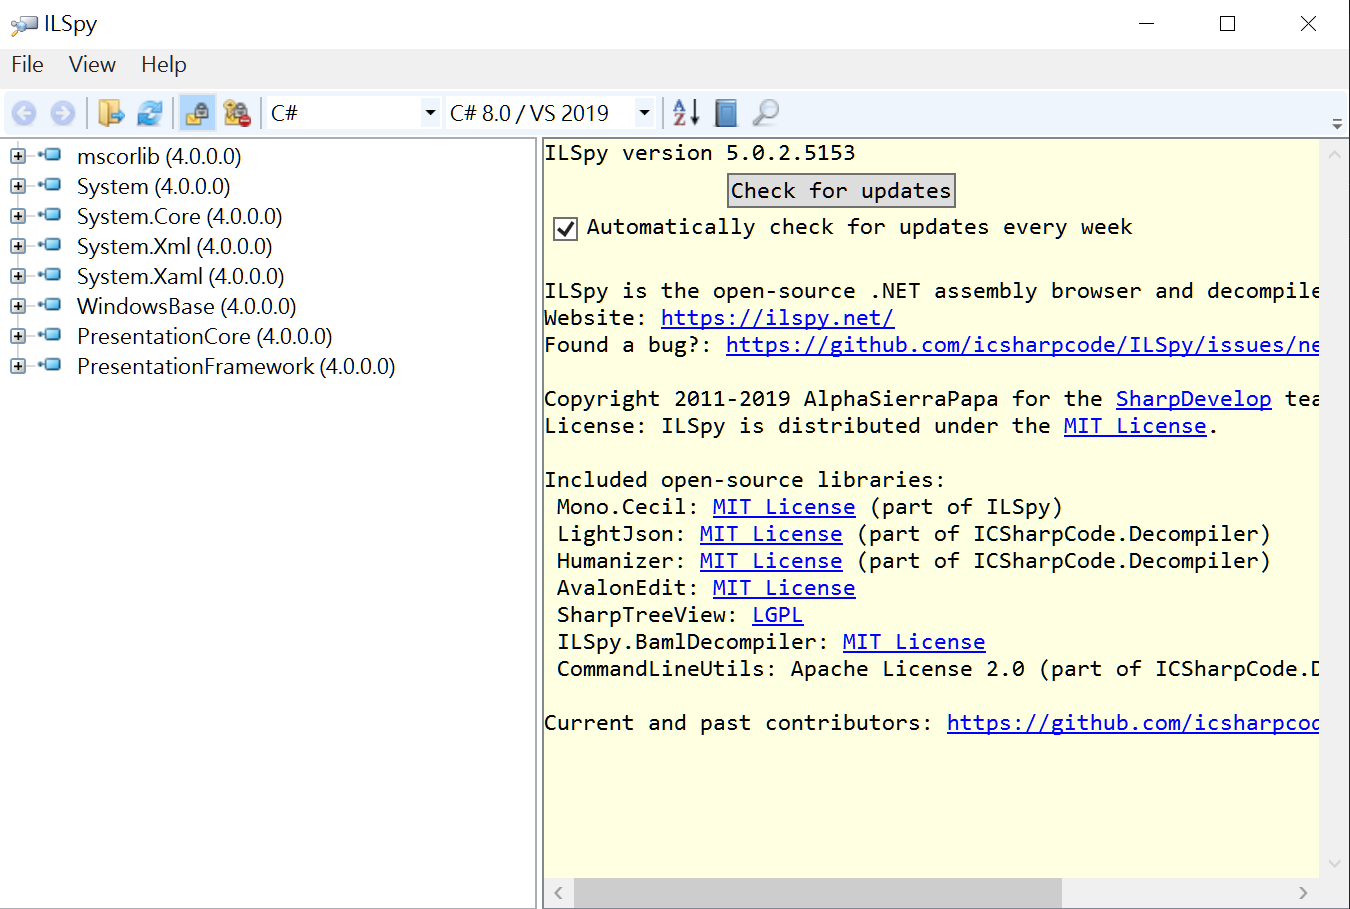 ILSpy
File View Help
C# C# 8.0 / VS 2019
mscorlib (4.0.0.0)
System (4.0.0.0)
System.Core (4.0.0.0)
System.Xml (4.0.0.0)
System.Xaml (4.0.0.0)
WindowsBase (4.0.0.0)
PresentationCore (4.0.0.0)
PresentationFramework (4.0.0.0)
ILSpy version 5.0.2.5153
Check for updates
Automatically check for updates every week
ILSpy is the open-source .NET assembly browser and decompile
Website: https://ilspy.net/
Found a bug?: https://github.com/icsharpcode/ILSpy/issues/ne
Copyright 2011-2019 AlphaSierraPapa for the SharpDevelop tea
License: ILSpy is distributed under the MIT License.
Included open-source libraries:
Mono.Cecil: MIT License (part of ILSpy)
LightJson: MIT License (part of ICSharpCode.Decompiler)
Humanizer: MIT License (part of ICSharpCode.Decompiler)
AvalonEdit: MIT License
SharpTreeView: LGPL
ILSpy.BamlDecompiler: MIT License
CommandLineUtils: Apache License 2.0 (part of ICSharpCode.D
Current and past contributors: https://github.com/icsharpcod